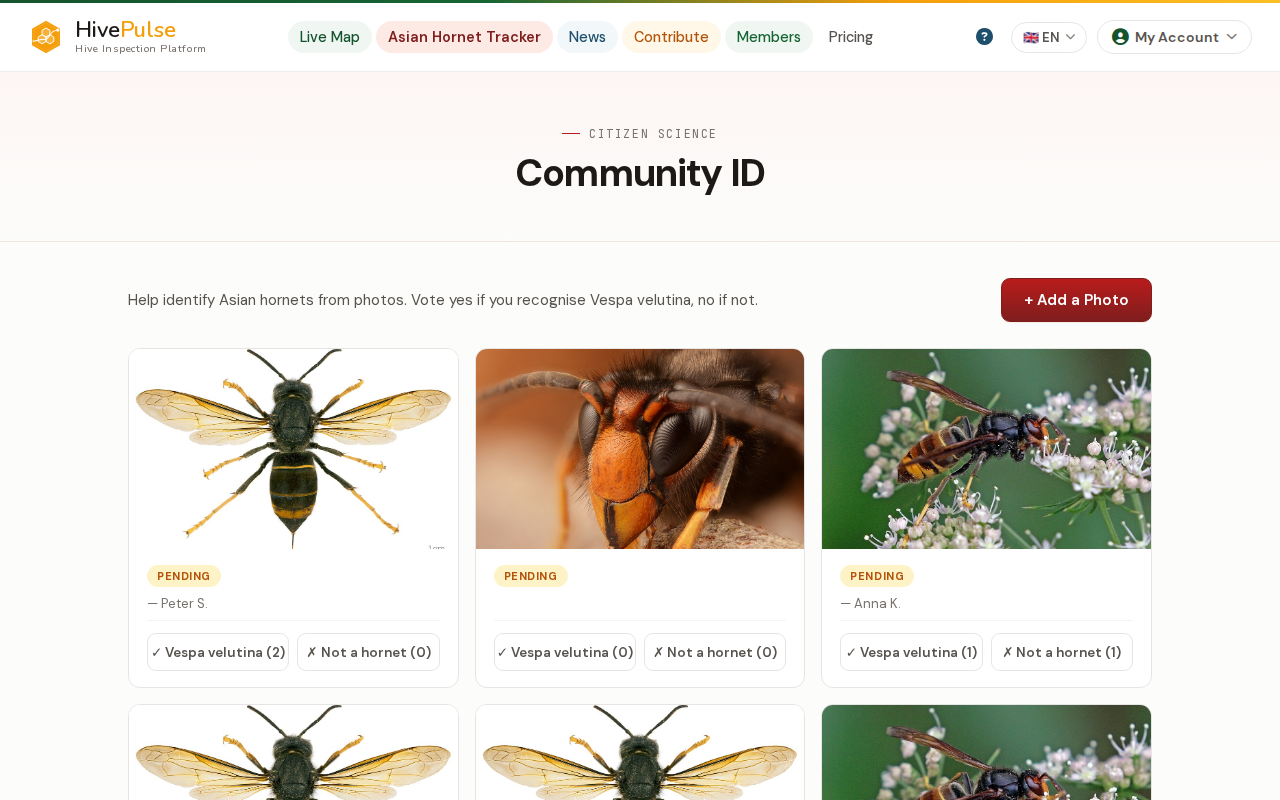 HivePulse
Hive Inspection Platform
Live Map
Asian Hornet Tracker
News
Contribute
Members
Pricing
?
EN
My Account
CITIZEN SCIENCE
Community ID
Help identify Asian hornets from photos. Vote yes if you recognise Vespa velutina, no if not.
+ Add a Photo
PENDING
— Peter S.
✓ Vespa velutina (2)
✗ Not a hornet (0)
PENDING
✓ Vespa velutina (0)
✗ Not a hornet (0)
PENDING
— Anna K.
✓ Vespa velutina (1)
✗ Not a hornet (1)